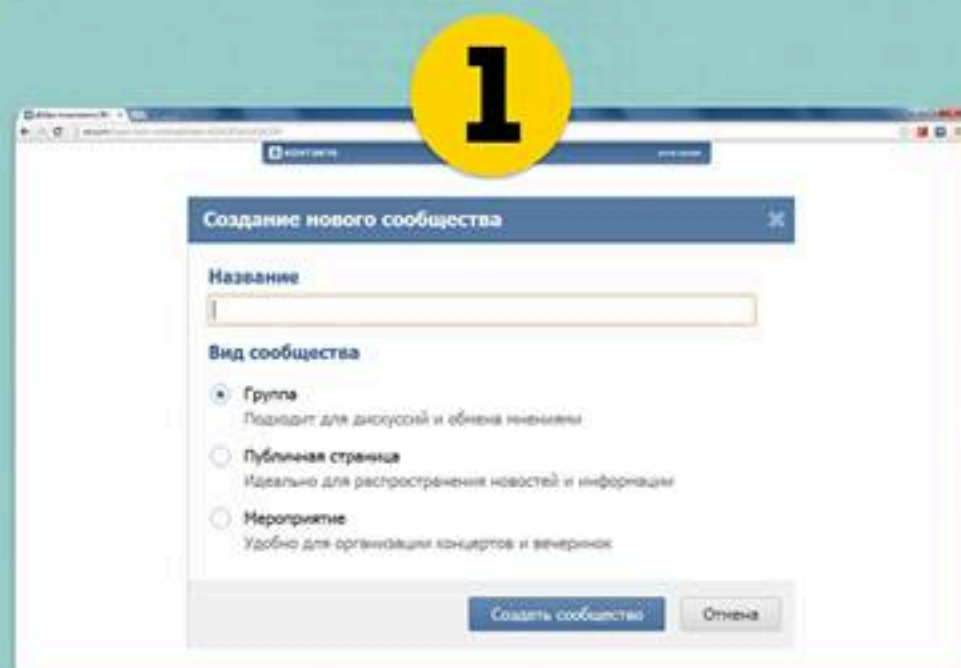 1
контакте
Создание нового сообщества
Название
Вид сообщества
Группа
Подходит для дискуссий и обмена мнениями
Публичная страница
Идеально для распространения новостей и информации
Мероприятие
Удобно для организации концертов и вечеринок
Создать сообщество Отмена